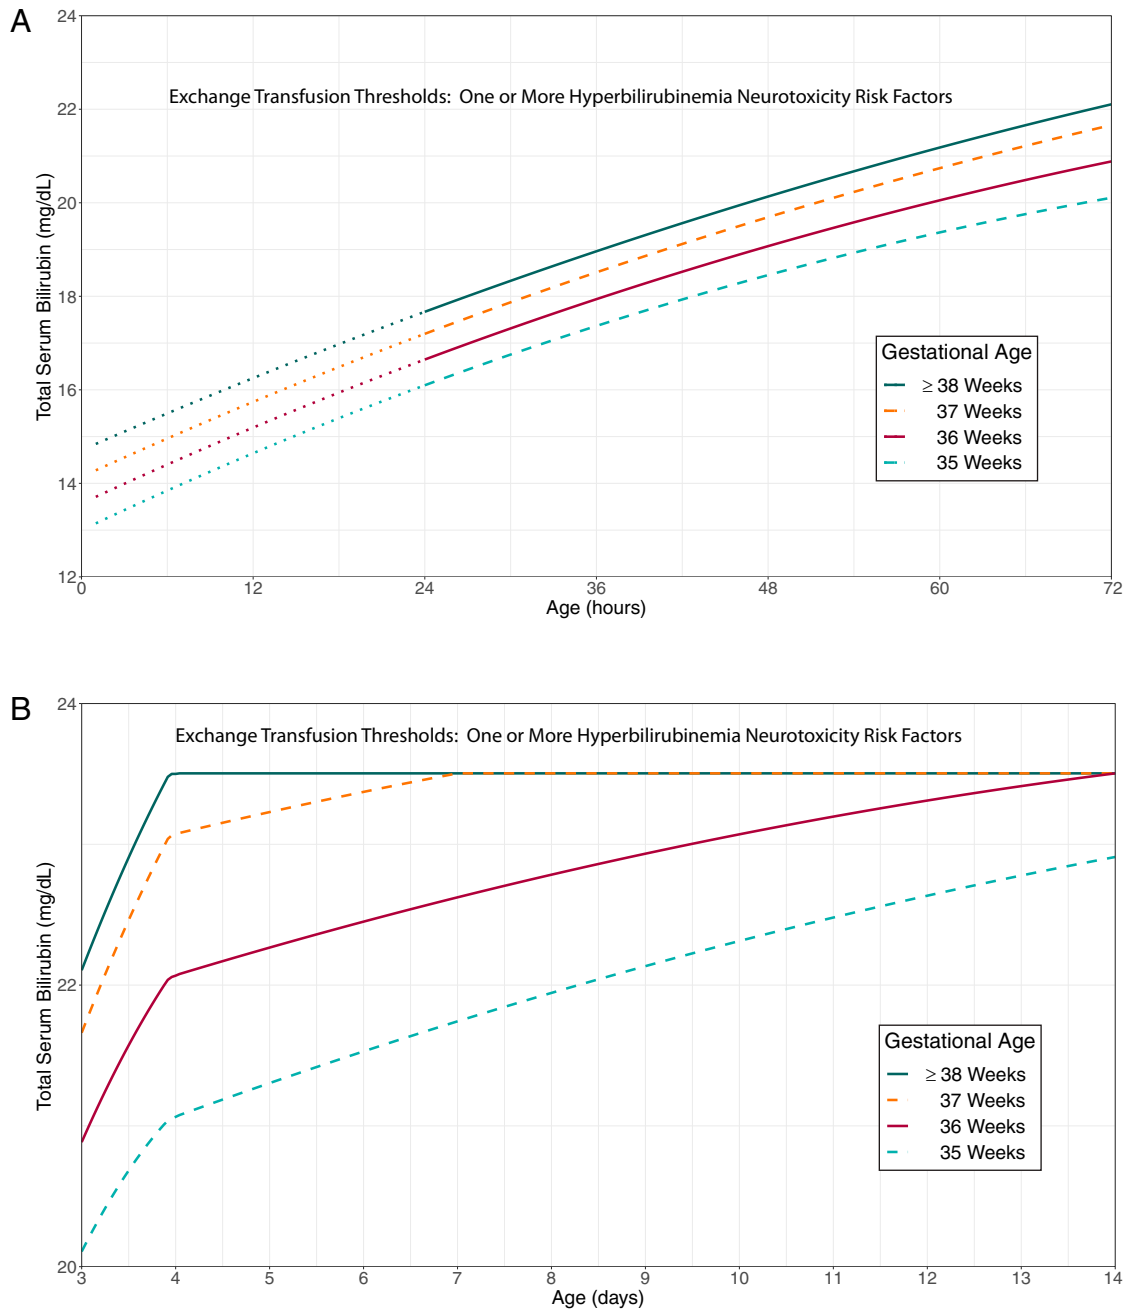 A
24
Exchange Transfusion Thresholds: One or More Hyperbilirubinemia Neurotoxicity Risk Factors
22
20
18
16
14
12
Total Serum Bilirubin (mg/dL)
Gestational Age
≥ 38 Weeks
37 Weeks
36 Weeks
35 Weeks
0 12 24 36 48 60 72
Age (hours)
B
24
Exchange Transfusion Thresholds: One or More Hyperbilirubinemia Neurotoxicity Risk Factors
22
20
Total Serum Bilirubin (mg/dL)
Gestational Age
≥ 38 Weeks
37 Weeks
36 Weeks
35 Weeks
3 4 5 6 7 8 9 10 11 12 13 14
Age (days)